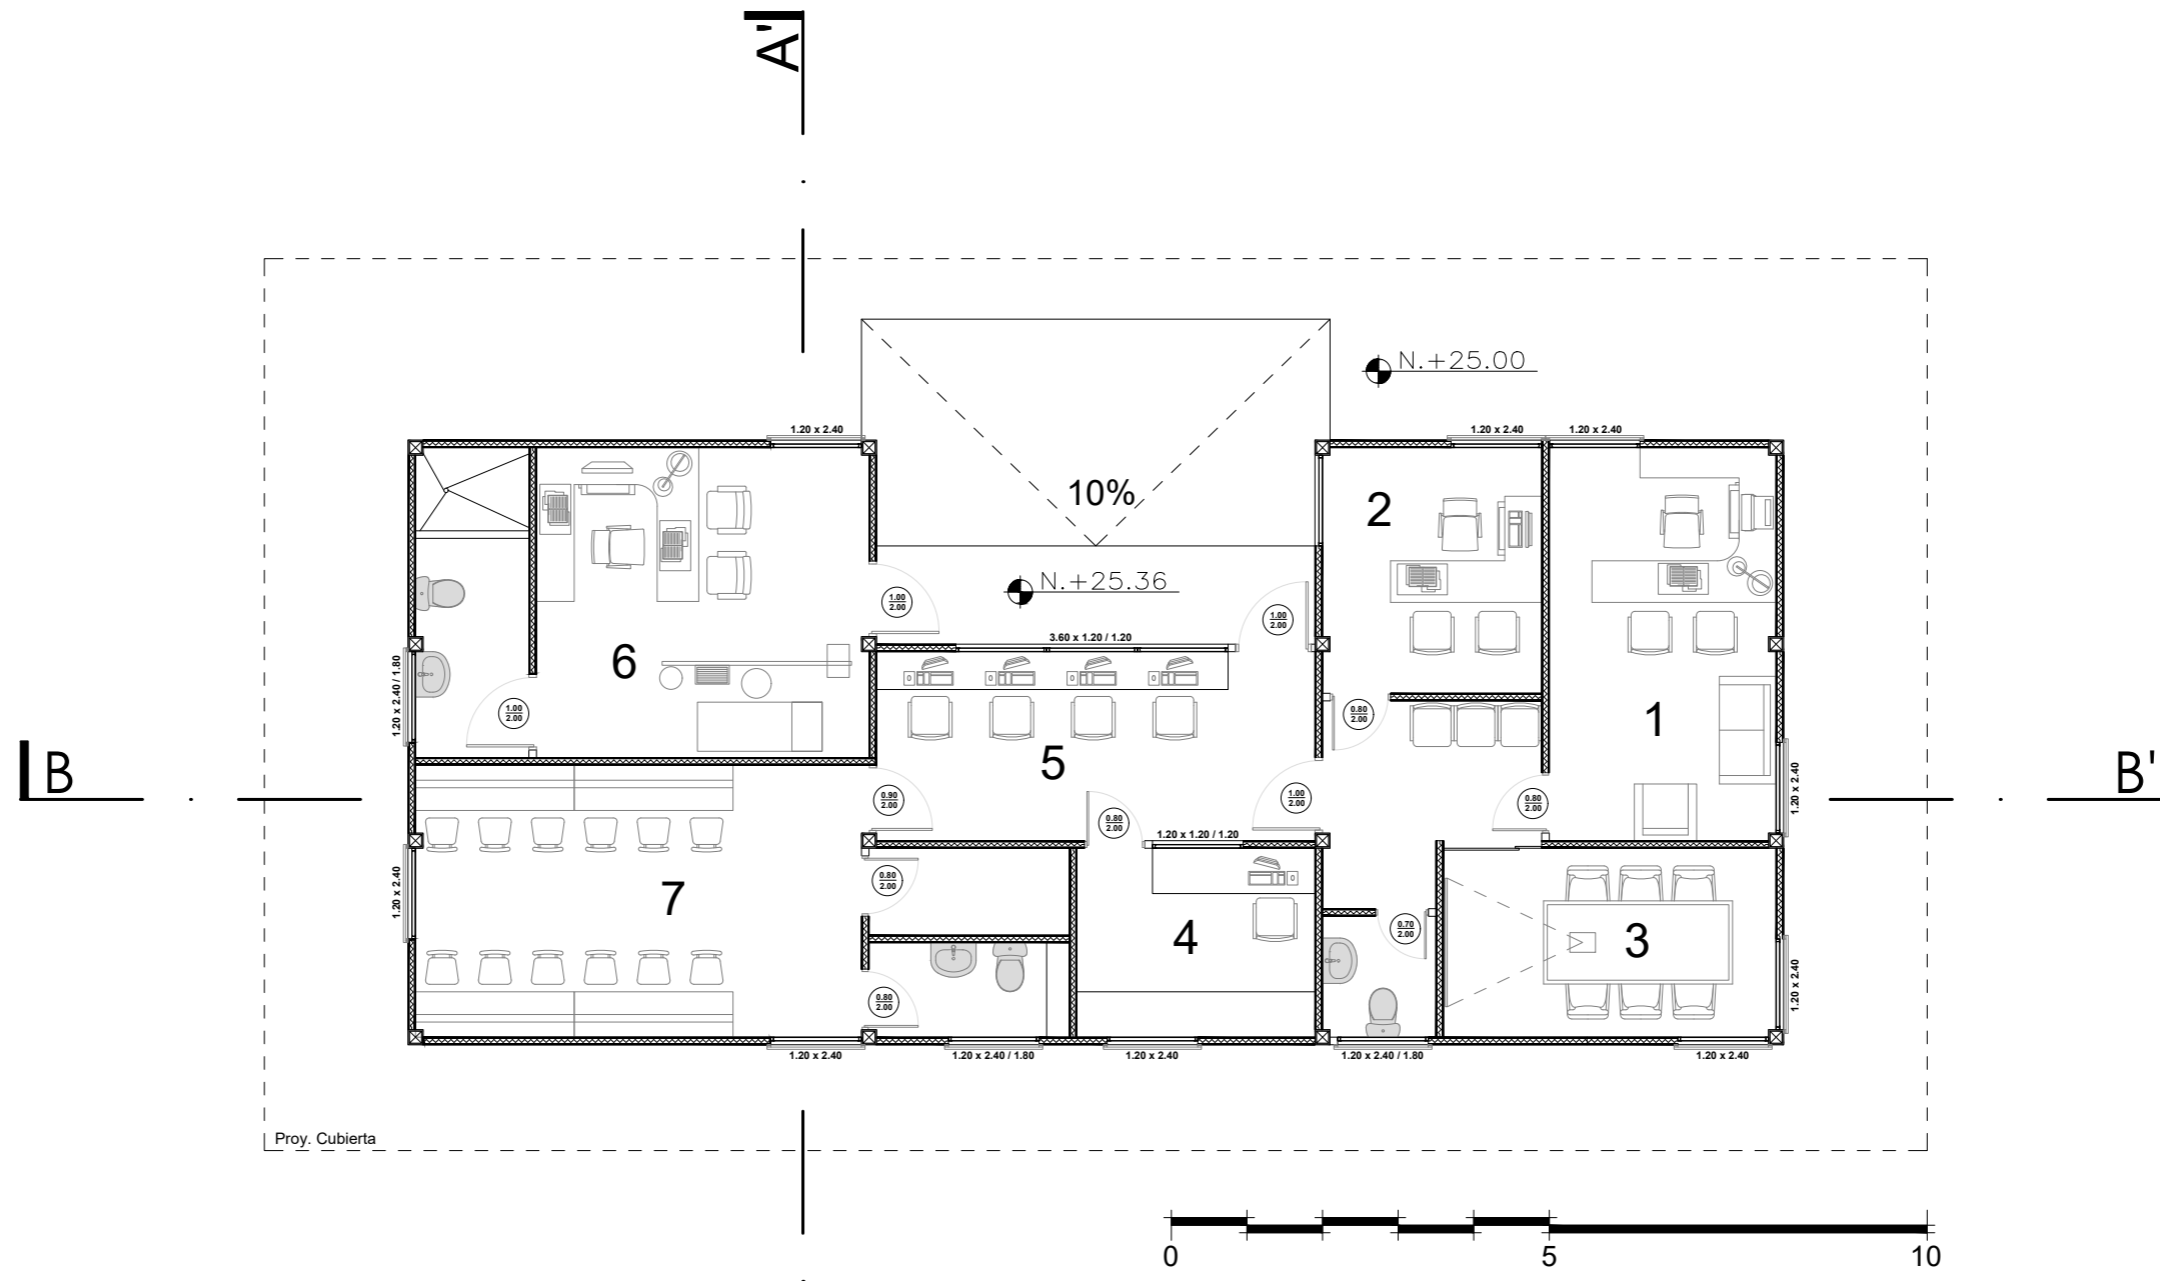 A'
N.+25.00
1.20 x 2.40
1.20 x 2.40
1.20 x 2.40
10%
2
N.+25.36
1.00
2.00
1.00
2.00
3.60 x 1.20 / 1.20
6
1.20 x 2.40 / 1.80
1.00
2.00
0.80
2.00
1
5
B
B'
0.90
2.00
1.00
2.00
0.80
2.00
1.20 x 2.40
0.80
2.00
1.20 x 1.20 / 1.20
1.20 x 2.40
7
0.80
2.00
4
0.70
2.00
3
0.80
2.00
1.20 x 2.40
1.20 x 2.40
1.20 x 2.40 / 1.80
1.20 x 2.40
1.20 x 2.40 / 1.80
1.20 x 2.40
Proy. Cubierta
0 5 10